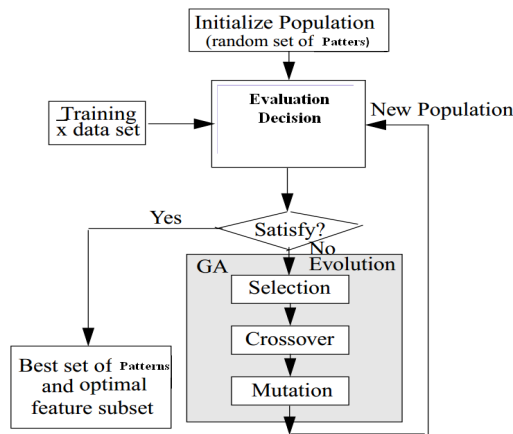 Initialize Population
(random set of Patters)
Evaluation
Decision
New Population
Training
x data set
Yes
Satisfy?
No
GA
Evolution
Selection
Crossover
Mutation
Best set of Patterns
and optimal
feature subset